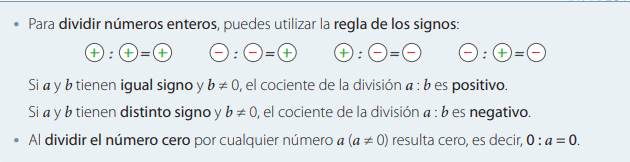 • Para dividir números enteros, puedes utilizar la regla de los signos:
+ : + = + − : − = + + : − = − − : + = −
Si a y b tienen igual signo y b ≠ 0, el cociente de la división a : b es positivo.
Si a y b tienen distinto signo y b ≠ 0, el cociente de la división a : b es negativo.
• Al dividir el número cero por cualquier número a (a ≠ 0) resulta cero, es decir, 0 : a = 0.